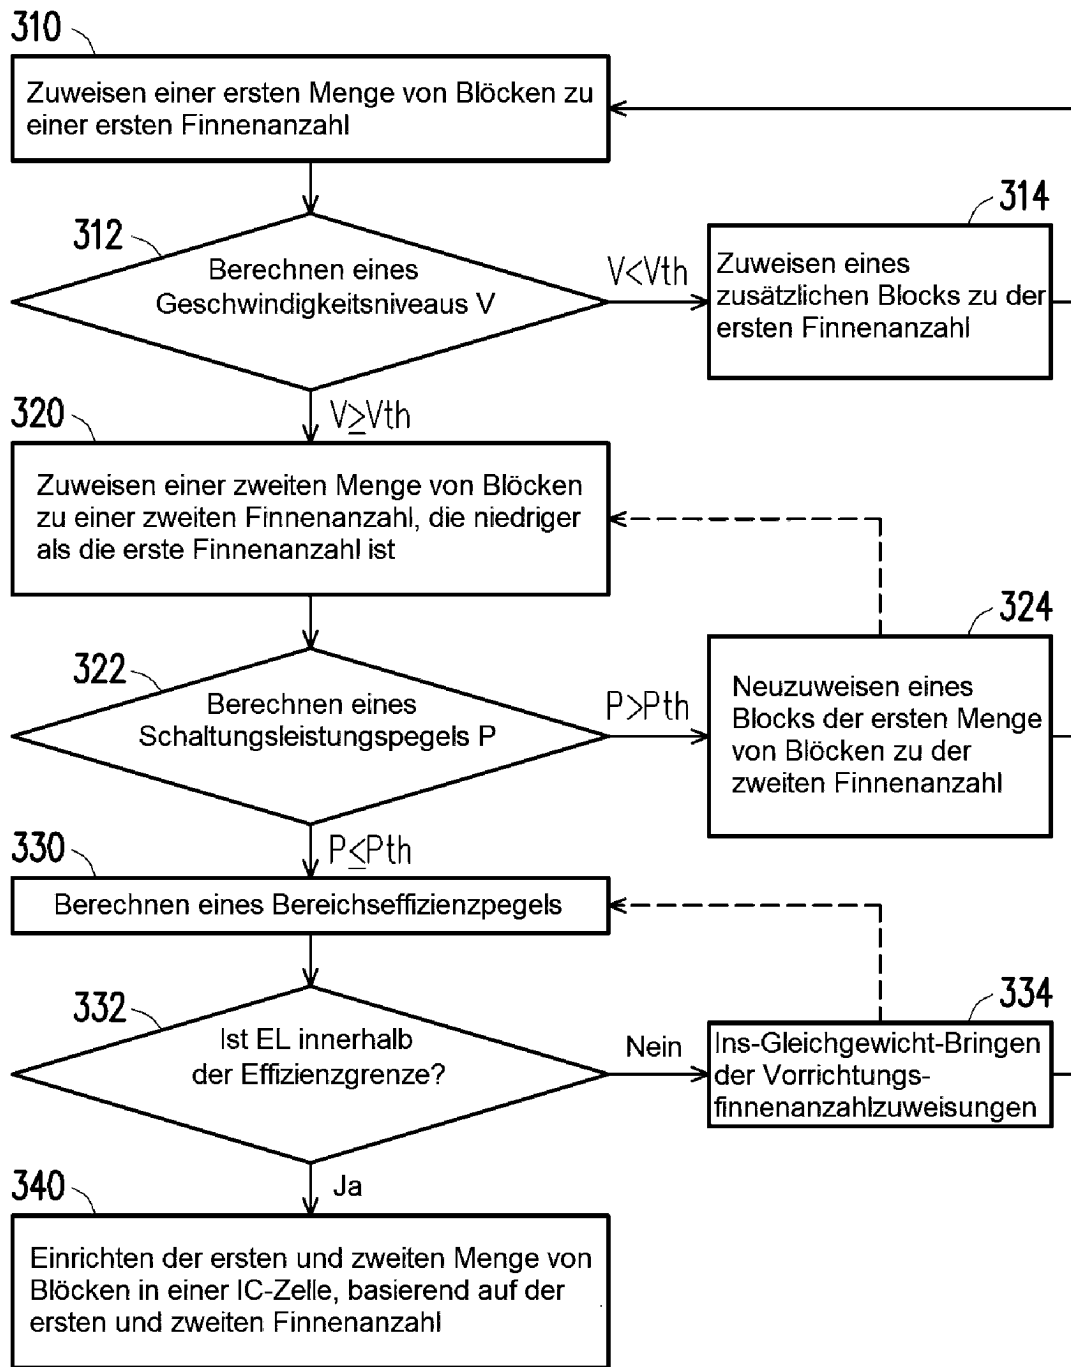 310
Zuweisen einer ersten Menge von Blöcken zu
einer ersten Finnenanzahl
312
Berechnen eines
Geschwindigkeitsniveaus V
V<Vth
314
Zuweisen eines
zusätzlichen Blocks zu der
ersten Finnenanzahl
V≥Vth
320
Zuweisen einer zweiten Menge von Blöcken
zu einer zweiten Finnenanzahl, die niedriger
als die erste Finnenanzahl ist
322
Berechnen eines
Schaltungsleistungspegels P
P>Pth
324
Neuzuweisen eines
Blocks der ersten Menge
von Blöcken zu der
zweiten Finnenanzahl
P≤Pth
330
Berechnen eines Bereichseffizienzpegels
332
Ist EL innerhalb
der Effizienzgrenze?
Nein
334
Ins-Gleichgewicht-Bringen
der Vorrichtungs-
finnenanzahlzuweisungen
Ja
340
Einrichten der ersten und zweiten Menge von
Blöcken in einer IC-Zelle, basierend auf der
ersten und zweiten Finnenanzahl